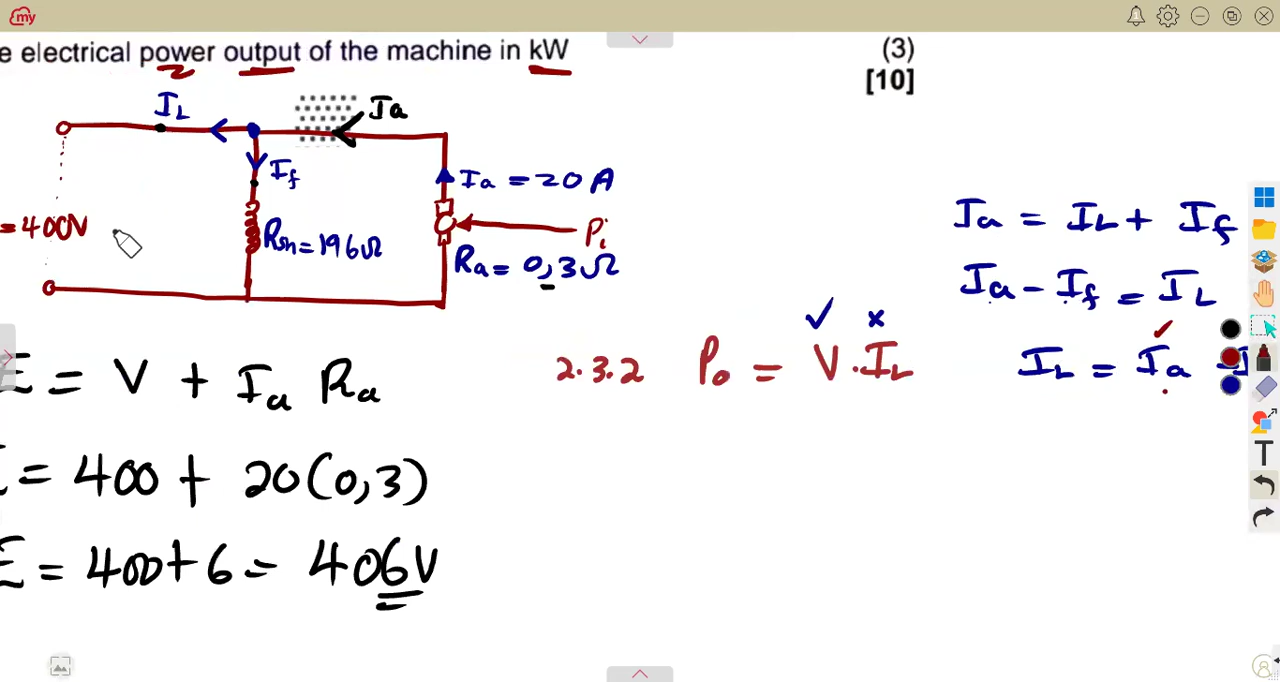 my
e electrical power output of the machine in kW
(3)
[10]
IL
Ia
If
Ia = 20 A
= 400V
Rsh = 196Ω
Pi
Ra = 0,3Ω
Ia = IL + If
Ia - If = IL
✓ x
2.3.2 Po = V . IL
✓
IL = Ia - I
E = V + Ia Ra
E = 400 + 20(0,3)
E = 400 + 6 = 406V
T